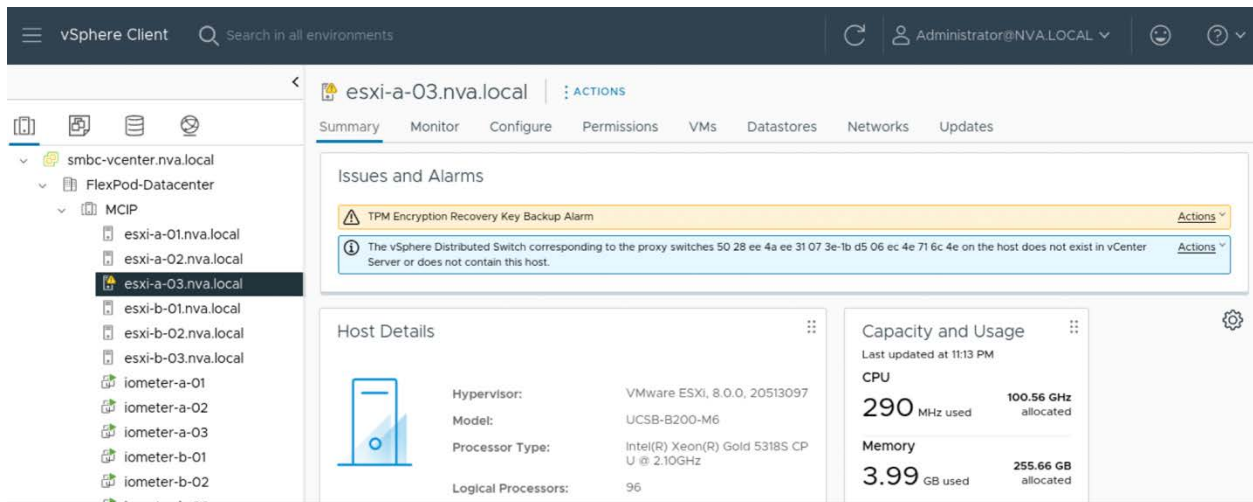 vSphere Client
Search in all environments
Administrator@NVA.LOCAL
esxi-a-03.nva.local
ACTIONS
Summary Monitor Configure Permissions VMs Datastores Networks Updates
smbc-vcenter.nva.local
FlexPod-Datacenter
MCIP
esxi-a-01.nva.local
esxi-a-02.nva.local
esxi-a-03.nva.local
esxi-b-01.nva.local
esxi-b-02.nva.local
esxi-b-03.nva.local
iometer-a-01
iometer-a-02
iometer-a-03
iometer-b-01
iometer-b-02
Issues and Alarms
TPM Encryption Recovery Key Backup Alarm
Actions
The vSphere Distributed Switch corresponding to the proxy switches 50 28 ee 4a ee 31 07 3e-1b d5 06 ec 4e 71 6c 4e on the host does not exist in vCenter
Server or does not contain this host.
Actions
Host Details
Hypervisor: VMware ESXi, 8.0.0, 20513097
Model: UCSB-B200-M6
Processor Type: Intel(R) Xeon(R) Gold 5318S CP
U @ 2.10GHz
Logical Processors: 96
Capacity and Usage
Last updated at 11:13 PM
CPU
290 MHz used
100.56 GHz
allocated
Memory
3.99 GB used
255.66 GB
allocated